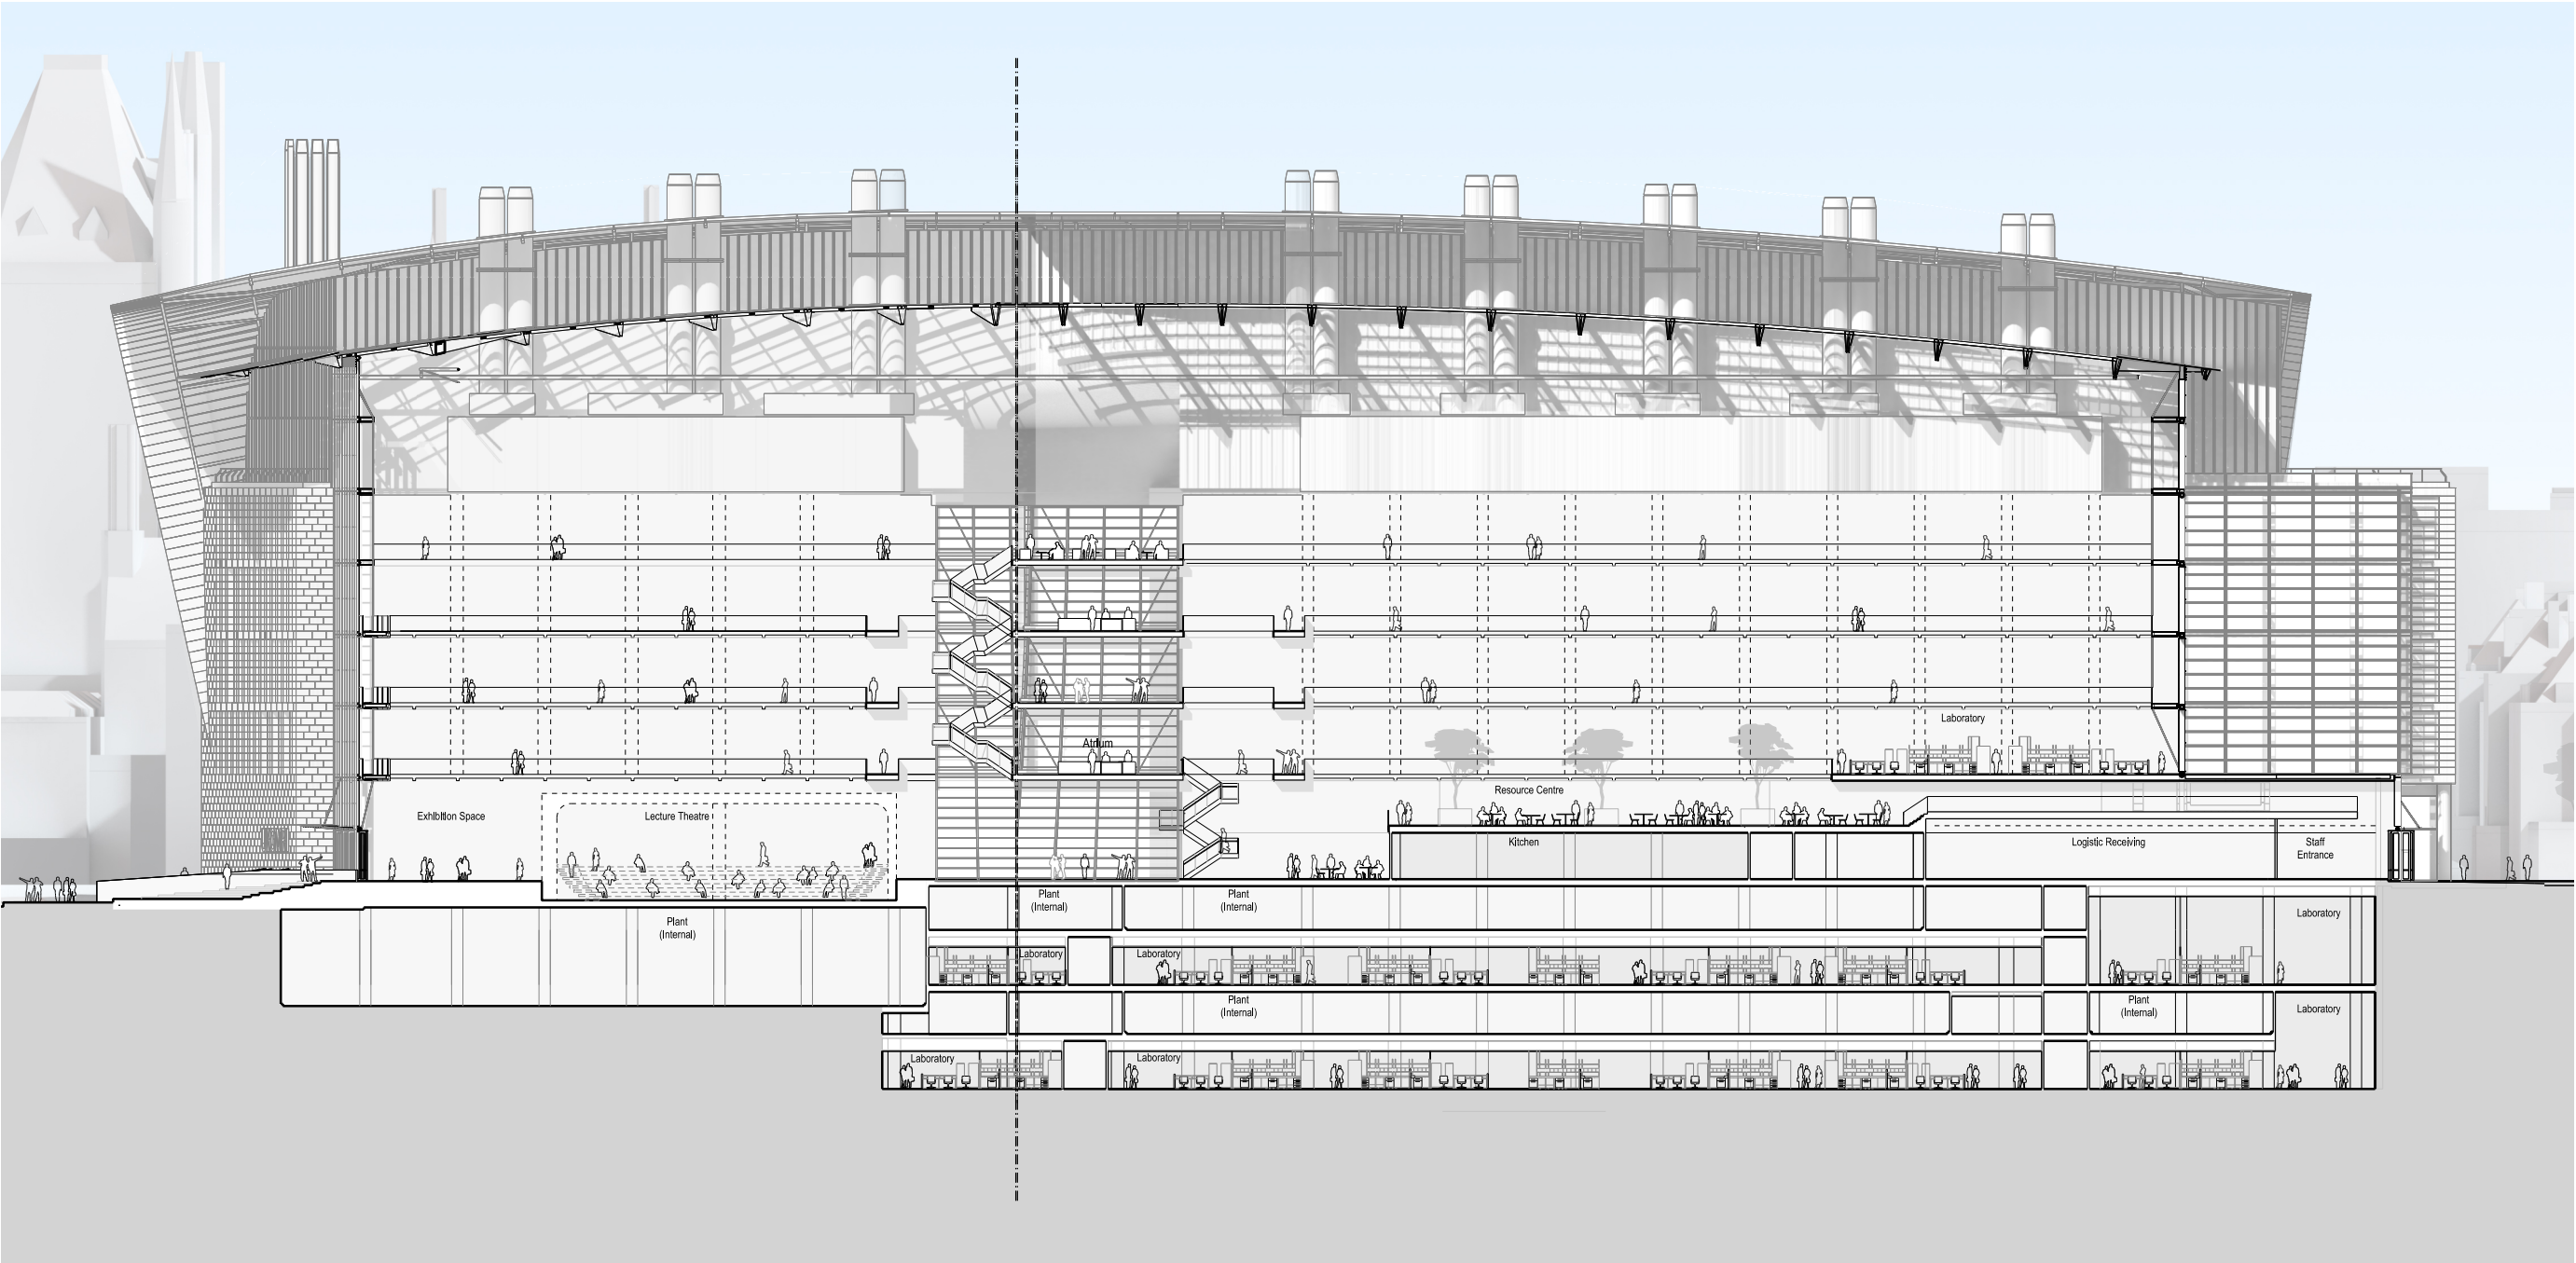 Laboratory
Atrium
Resource Centre
Exhibition Space
Lecture Theatre
Kitchen
Logistic Receiving
Staff
Entrance
Plant
(Internal)
Plant
(Internal)
Plant
(Internal)
Laboratory
Laboratory
Laboratory
Plant
(Internal)
Plant
(Internal)
Laboratory
Laboratory
Laboratory